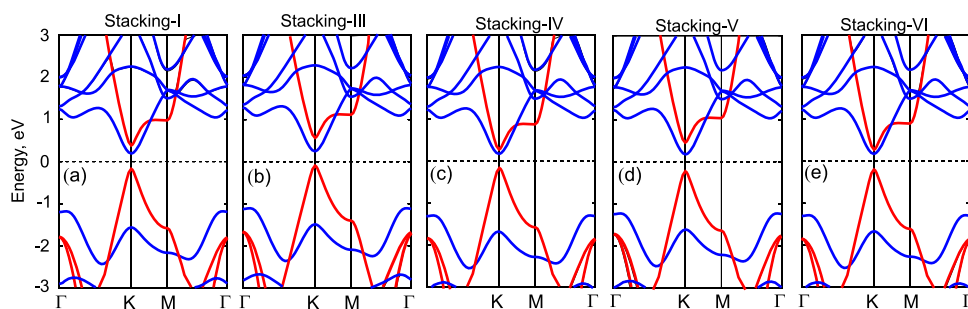 Stacking-I Stacking-III Stacking-IV Stacking-V Stacking-VI
Energy, eV
3
2
1
0
-1
-2
-3
(a) (b) (c) (d) (e)
Γ K M Γ Γ K M Γ Γ K M Γ Γ K M Γ Γ K M Γ